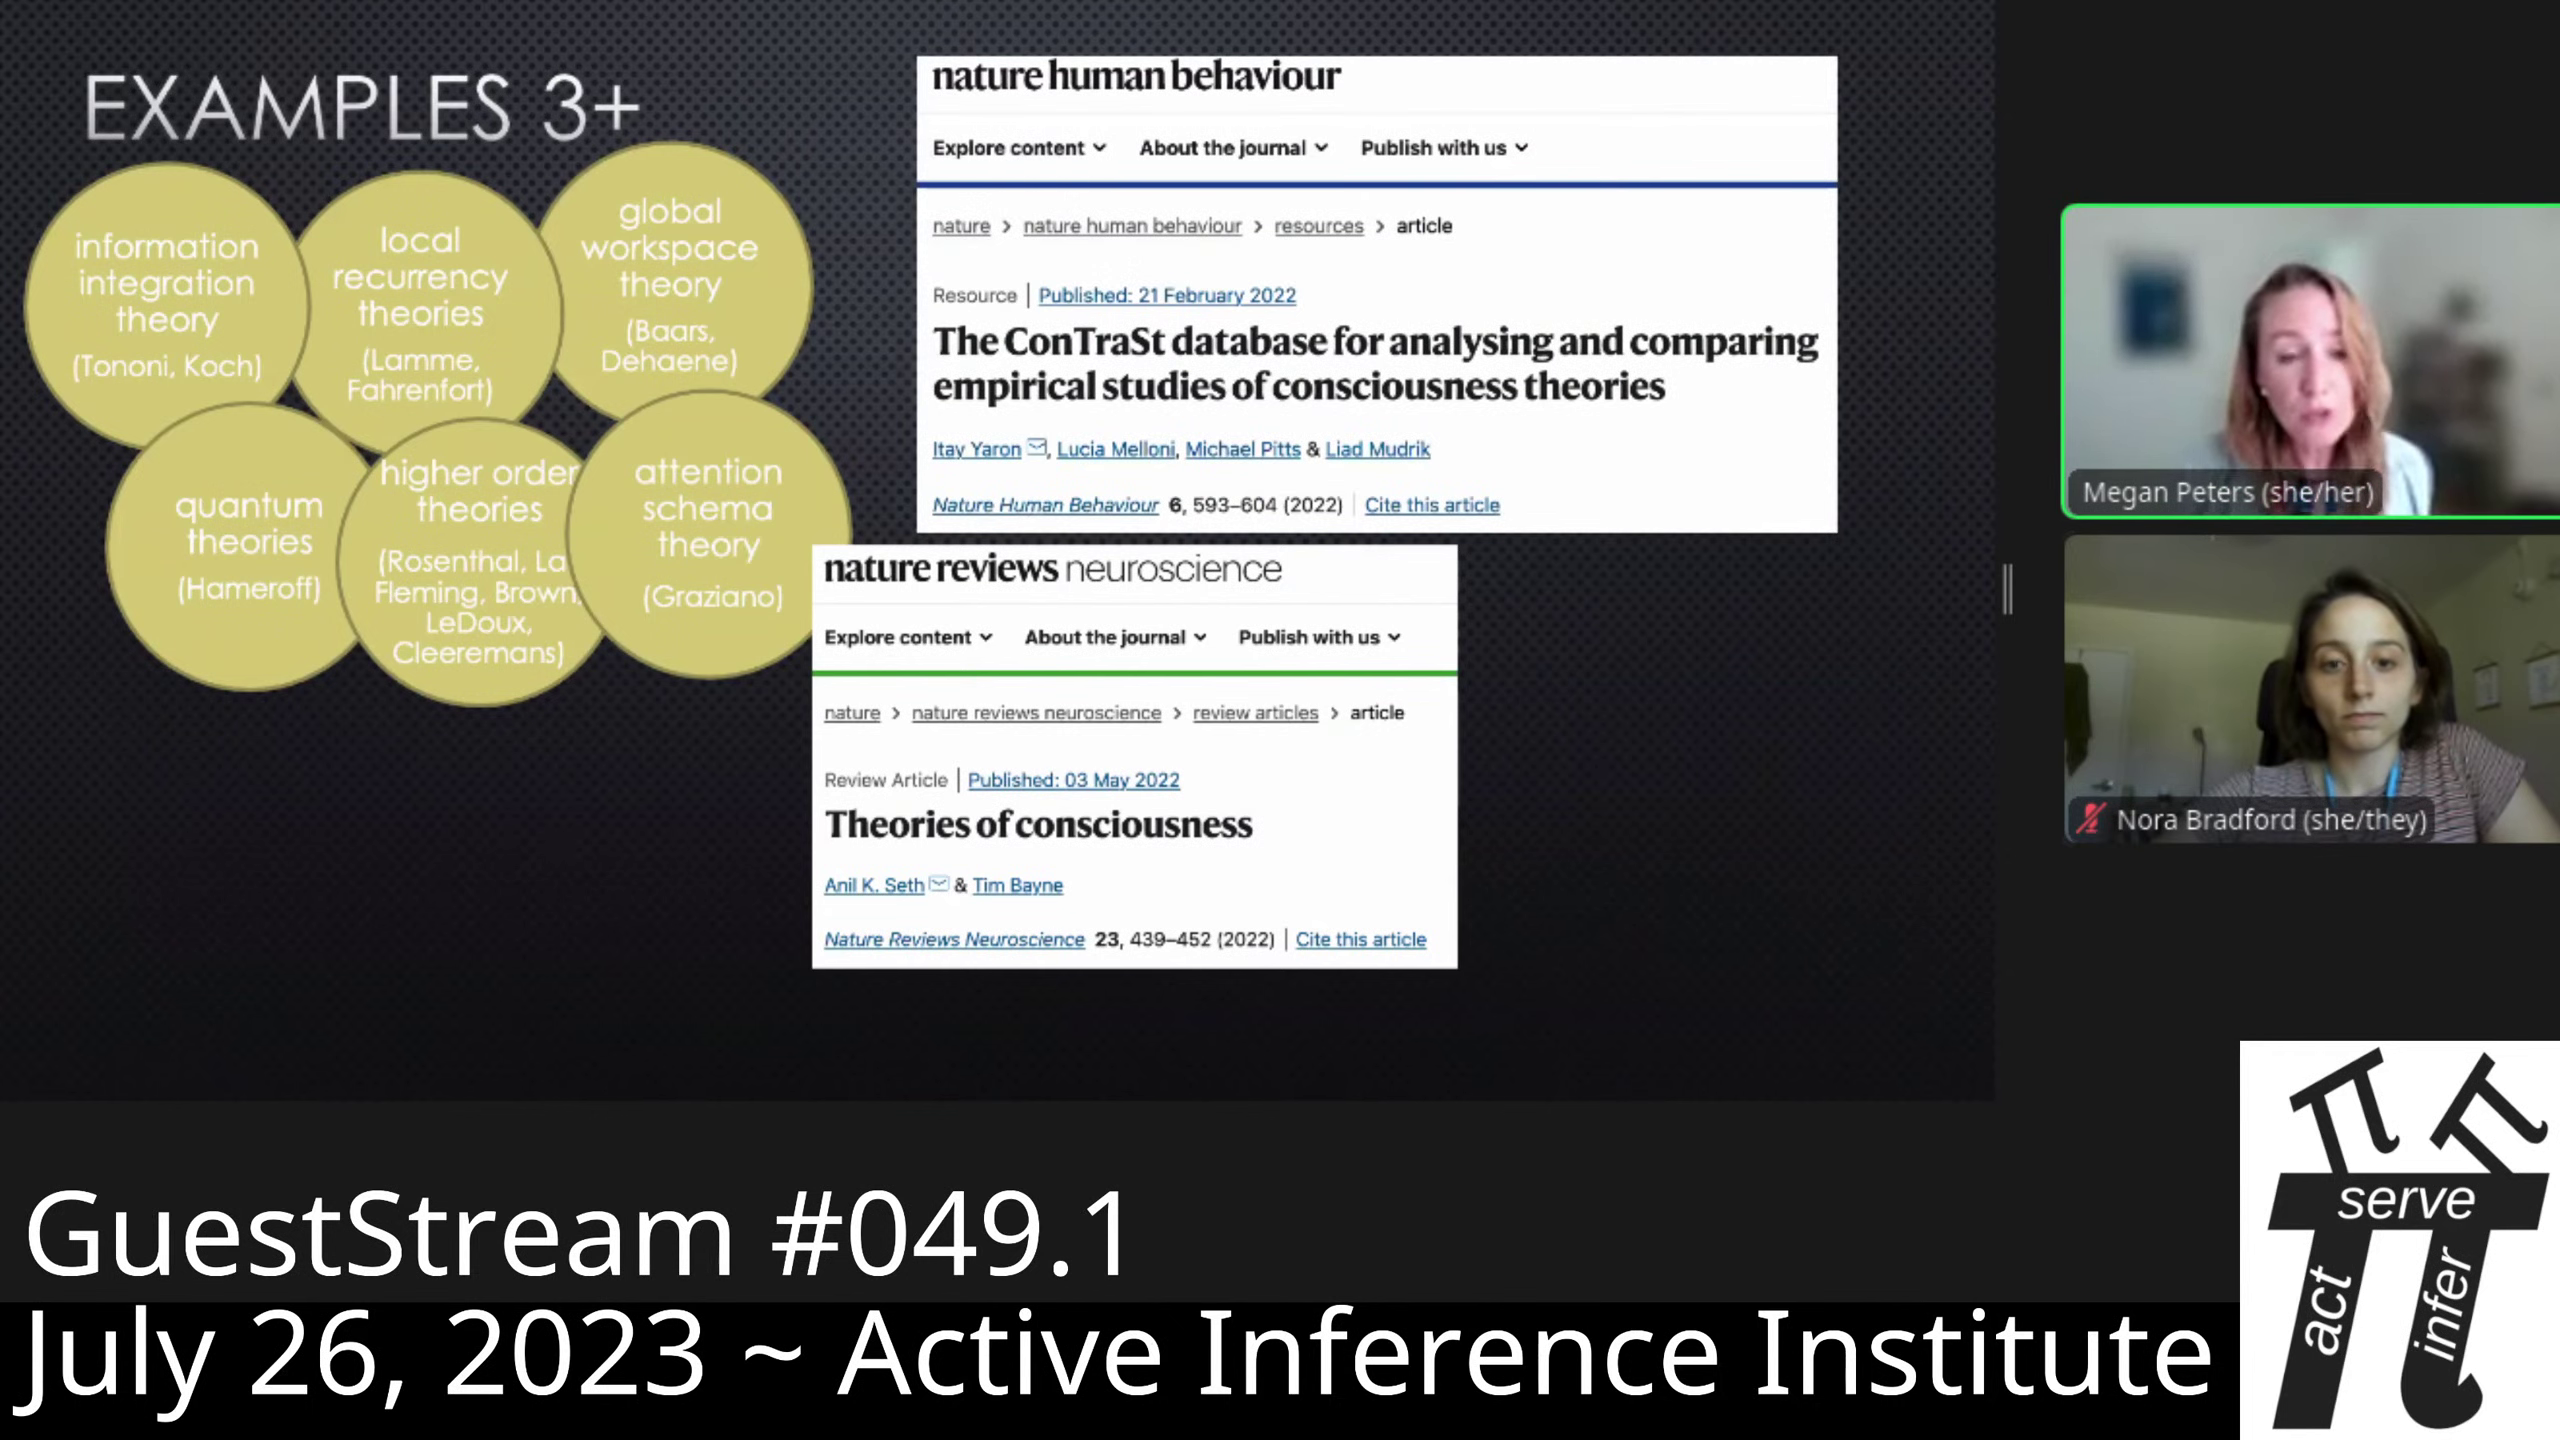 EXAMPLES 3+
information
integration
theory
(Tononi, Koch)
local
recurrency
theories
(Lamme,
Fahrenfort)
global
workspace
theory
(Baars,
Dehaene)
quantum
theories
(Hameroff)
higher order
theories
(Rosenthal, La
Fleming, Brown,
LeDoux,
Cleeremans)
attention
schema
theory
(Graziano)
nature human behaviour
Explore content About the journal Publish with us
nature > nature human behaviour > resources > article
Resource | Published: 21 February 2022
The ConTraSt database for analysing and comparing
empirical studies of consciousness theories
Itay Yaron, Lucia Melloni, Michael Pitts & Liad Mudrik
Nature Human Behaviour 6, 593–604 (2022) | Cite this article
nature reviews neuroscience
Explore content About the journal Publish with us
nature > nature reviews neuroscience > review articles > article
Review Article | Published: 03 May 2022
Theories of consciousness
Anil K. Seth & Tim Bayne
Nature Reviews Neuroscience 23, 439–452 (2022) | Cite this article
Megan Peters (she/her)
Nora Bradford (she/they)
GuestStream #049.1
July 26, 2023 ~ Active Inference Institute
serve
act
infer